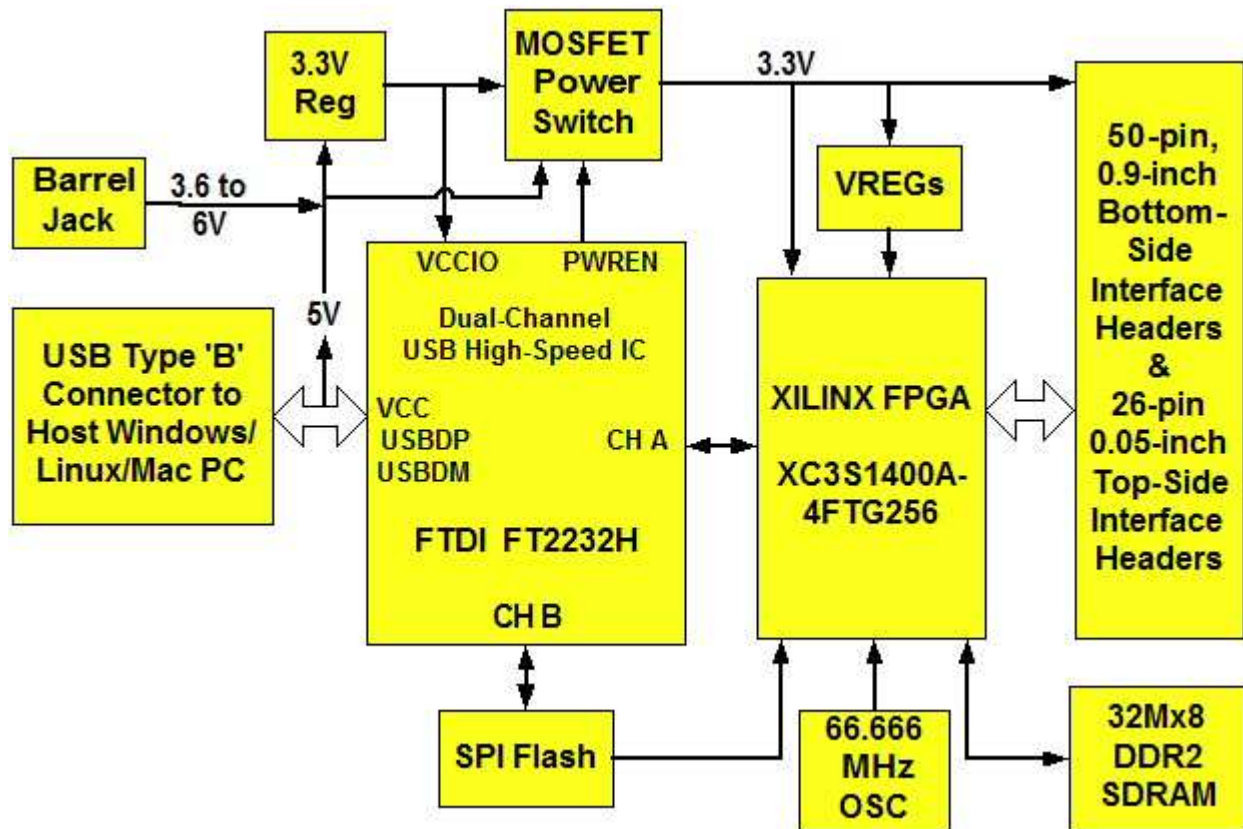 MOSFET
Power
Switch
3.3V
Reg
3.3V
50-pin,
0.9-inch
Bottom-
Side
Interface
Headers
&
26-pin
0.05-inch
Top-Side
Interface
Headers
Barrel
Jack
3.6 to
6V
VREGs
VCCIO PWREN
Dual-Channel
USB High-Speed IC
5V
USB Type 'B'
Connector to
Host Windows/
Linux/Mac PC
VCC
USBDP
USBDM
CH A
FTDI FT2232H
CH B
XILINX FPGA
XC3S1400A-
4FTG256
SPI Flash
66.666
MHz
OSC
32Mx8
DDR2
SDRAM